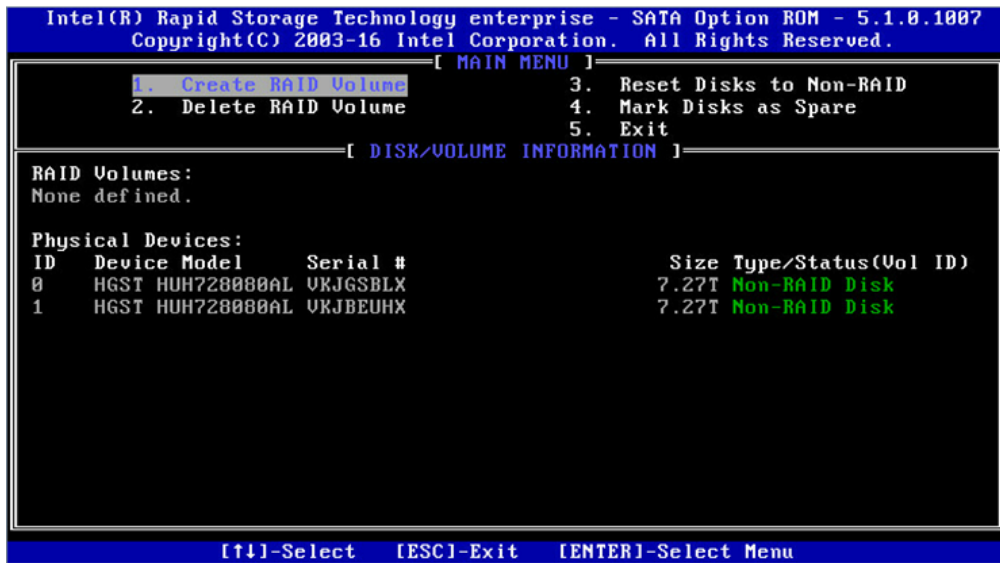 Intel(R) Rapid Storage Technology enterprise - SATA Option ROM - 5.1.0.1007
Copyright(C) 2003-16 Intel Corporation. All Rights Reserved.
[ MAIN MENU ]
1. Create RAID Volume 3. Reset Disks to Non-RAID
2. Delete RAID Volume 4. Mark Disks as Spare
5. Exit
[ DISK/VOLUME INFORMATION ]
RAID Volumes:
None defined.
Physical Devices:
ID Device Model Serial # Size Type/Status(Vol ID)
0 HGST HUH728080AL VKJGSBLX 7.27T Non-RAID Disk
1 HGST HUH728080AL VKJBEUHX 7.27T Non-RAID Disk
[↑↓]-Select [ESC]-Exit [ENTER]-Select Menu